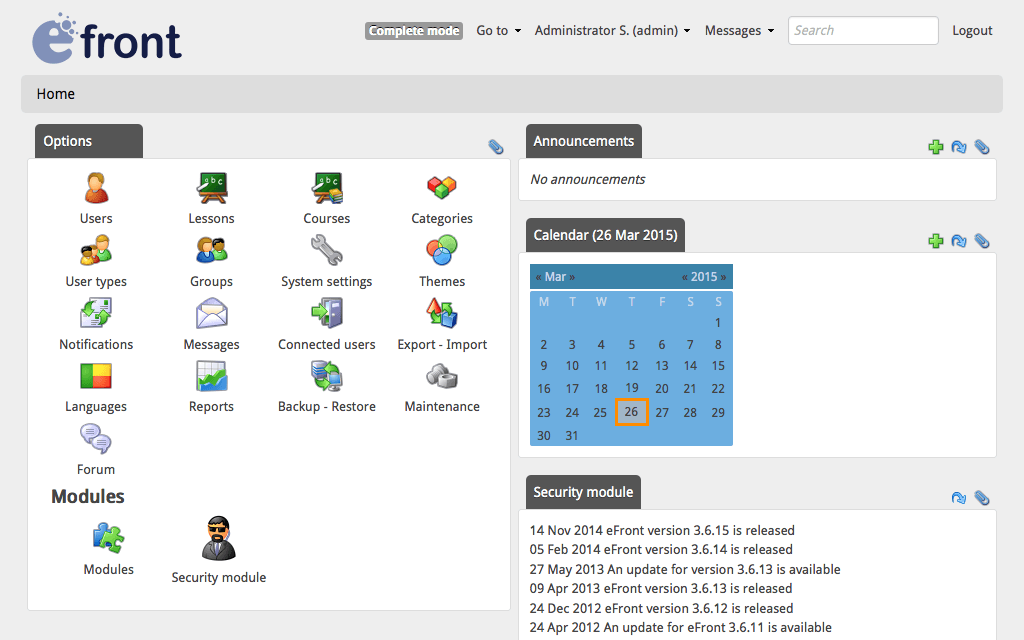 efront
Complete mode Go to Administrator S. (admin) Messages Search Logout
Home
Options
Users Lessons Courses Categories
User types Groups System settings Themes
Notifications Messages Connected users Export - Import
Languages Reports Backup - Restore Maintenance
Forum
Modules
Modules Security module
Announcements
No announcements
Calendar (26 Mar 2015)
« Mar » « 2015 »
M T W T F S S
1
2 3 4 5 6 7 8
9 10 11 12 13 14 15
16 17 18 19 20 21 22
23 24 25 26 27 28 29
30 31
Security module
14 Nov 2014 eFront version 3.6.15 is released
05 Feb 2014 eFront version 3.6.14 is released
27 May 2013 An update for version 3.6.13 is available
09 Apr 2013 eFront version 3.6.13 is released
24 Dec 2012 eFront version 3.6.12 is released
24 Apr 2012 An update for eFront 3.6.11 is available